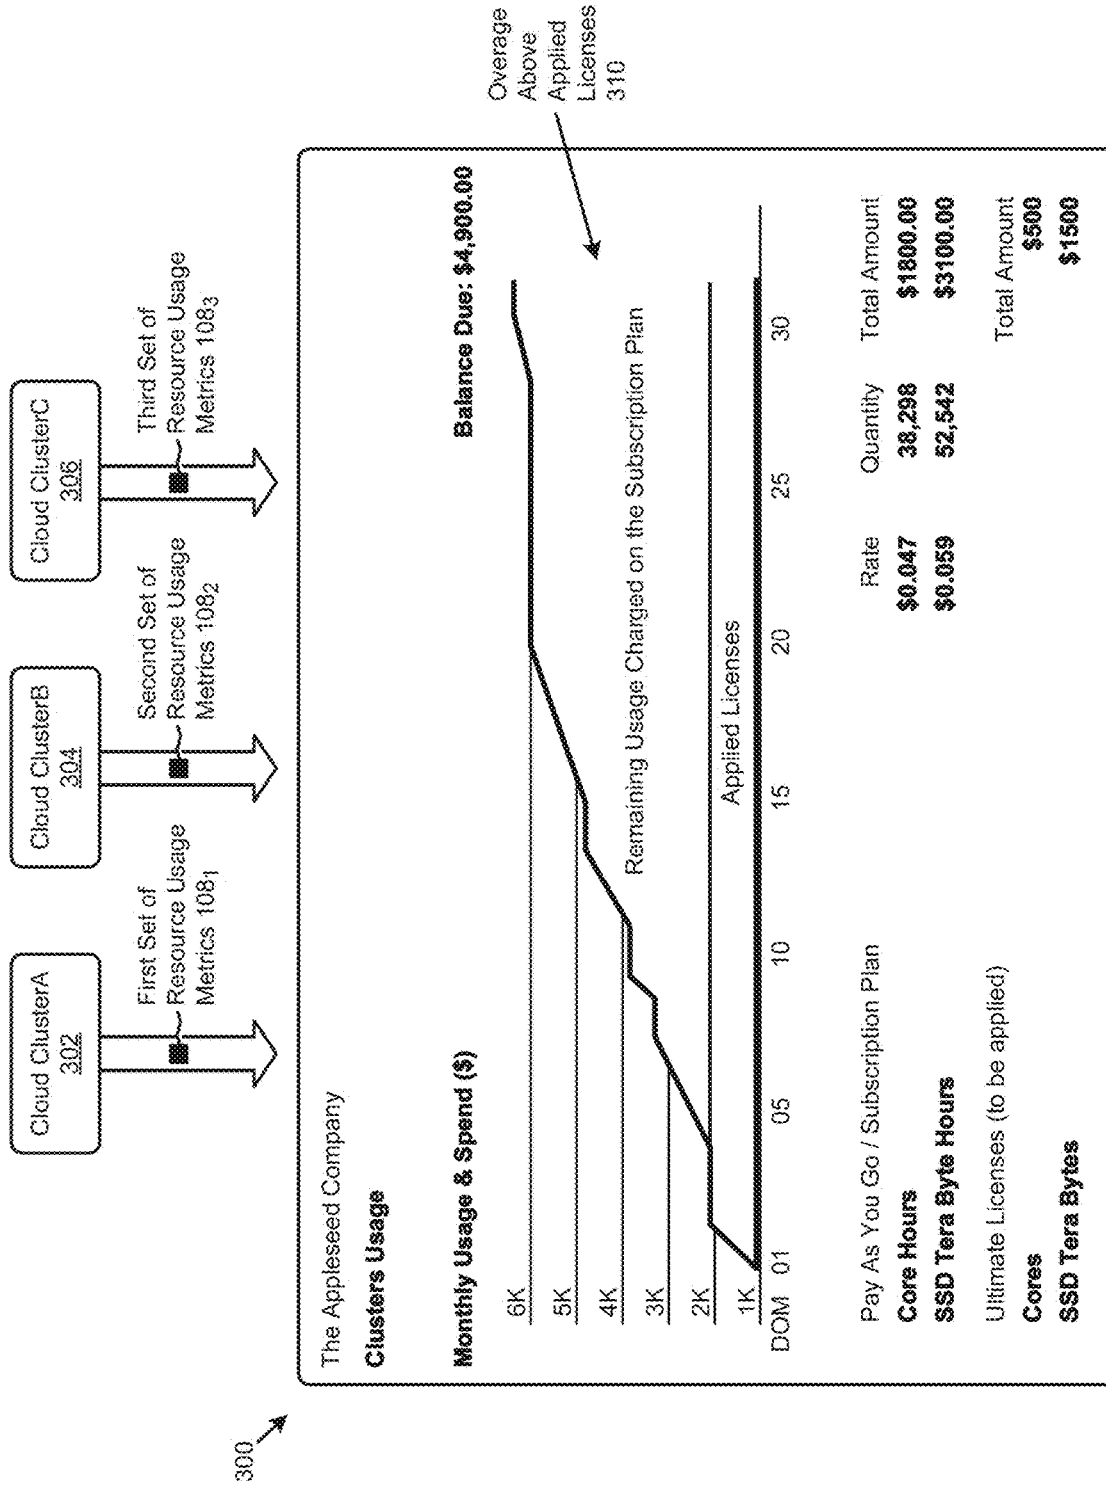 300
Cloud ClusterA
302
Cloud ClusterB
304
Cloud ClusterC
306
First Set of
Resource Usage
Metrics 108₁
Second Set of
Resource Usage
Metrics 108₂
Third Set of
Resource Usage
Metrics 108₃
The Appleseed Company
Clusters Usage
Monthly Usage & Spend ($)
Balance Due: $4,900.00
Overage
Above
Applied
Licenses
310
6K
5K
4K
3K
2K
1K
Remaining Usage Charged on the Subscription Plan
Applied Licenses
DOM 01 05 10 15 20 25 30
Pay As You Go / Subscription Plan Rate Quantity Total Amount
Core Hours $0.047 38,298 $1800.00
SSD Tera Byte Hours $0.059 52,542 $3100.00
Ultimate Licenses (to be applied) Total Amount
Cores $500
SSD Tera Bytes $1500